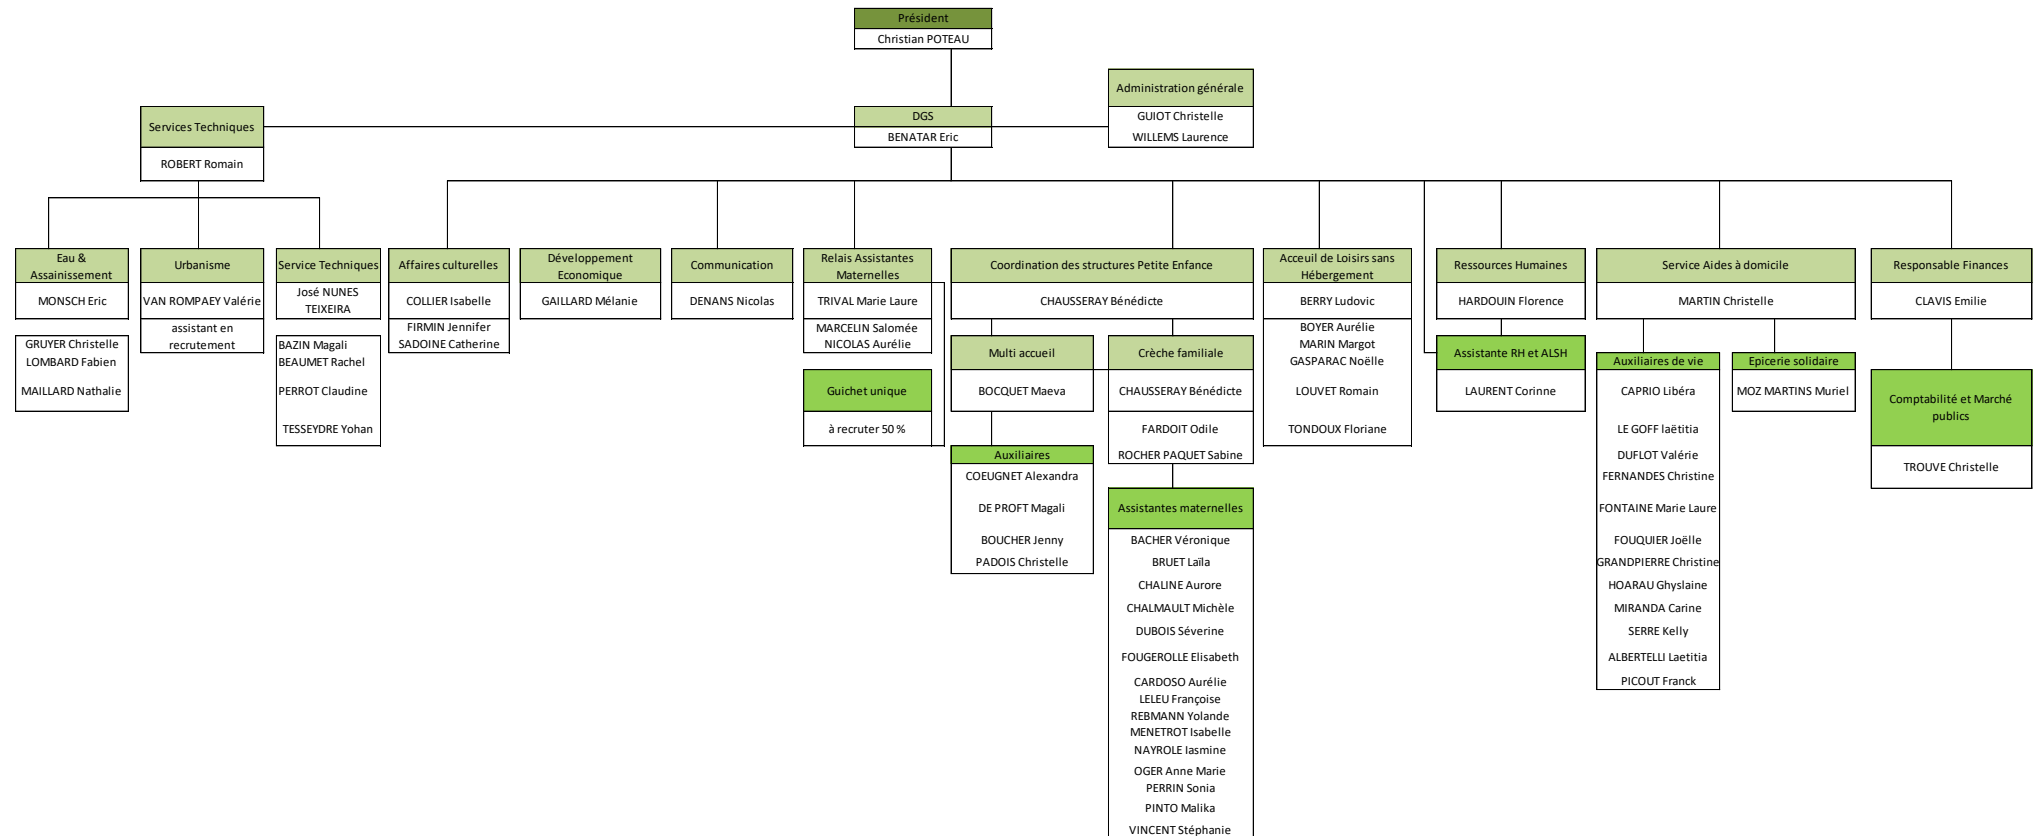 Président
Christian POTEAU
Administration générale
GUIOT Christelle
WILLEMS Laurence
Services Techniques
ROBERT Romain
DGS
BENATAR Eric
Eau &
Assainissement
MONSCH Eric
GRUYER Christelle
LOMBARD Fabien
MAILLARD Nathalie
Urbanisme
VAN ROMPAEY Valérie
assistant en
recrutement
Service Techniques
José NUNES
TEIXEIRA
BAZIN Magali
BEAUMET Rachel
PERROT Claudine
TESSEYDRE Yohan
Affaires culturelles
COLLIER Isabelle
FIRMIN Jennifer
SADOINE Catherine
Développement
Economique
GAILLARD Mélanie
Communication
DENANS Nicolas
Relais Assistantes
Maternelles
TRIVAL Marie Laure
MARCELIN Salomée
NICOLAS Aurélie
Guichet unique
à recruter 50 %
Coordination des structures Petite Enfance
CHAUSSERAY Bénédicte
Multi accueil
BOCQUET Maeva
Auxiliaires
COEUGNET Alexandra
DE PROFT Magali
BOUCHER Jenny
PADOIS Christelle
Crèche familiale
CHAUSSERAY Bénédicte
FARDOIT Odile
ROCHER PAQUET Sabine
Assistantes maternelles
BACHER Véronique
BRUET Laïla
CHALINE Aurore
CHALMAULT Michèle
DUBOIS Séverine
FOUGEROLLE Elisabeth
CARDOSO Aurélie
LELEU Françoise
REBMANN Yolande
MENETROT Isabelle
NAYROLE Iasmine
OGER Anne Marie
PERRIN Sonia
PINTO Malika
VINCENT Stéphanie
Acceuil de Loisirs sans
Hébergement
BERRY Ludovic
BOYER Aurélie
MARIN Margot
GASPARAC Noëlle
LOUVET Romain
TONDOUX Floriane
Ressources Humaines
HARDOUIN Florence
Assistante RH et ALSH
LAURENT Corinne
Service Aides à domicile
MARTIN Christelle
Auxiliaires de vie
CAPRIO Libéra
LE GOFF laëtitia
DUFLOT Valérie
FERNANDES Christine
FONTAINE Marie Laure
FOUQUIER Joëlle
GRANDPIERRE Christine
HOARAU Ghyslaine
MIRANDA Carine
SERRE Kelly
ALBERTELLI Laetitia
PICOUT Franck
Epicerie solidaire
MOZ MARTINS Muriel
Responsable Finances
CLAVIS Emilie
Comptabilité et Marché
publics
TROUVE Christelle